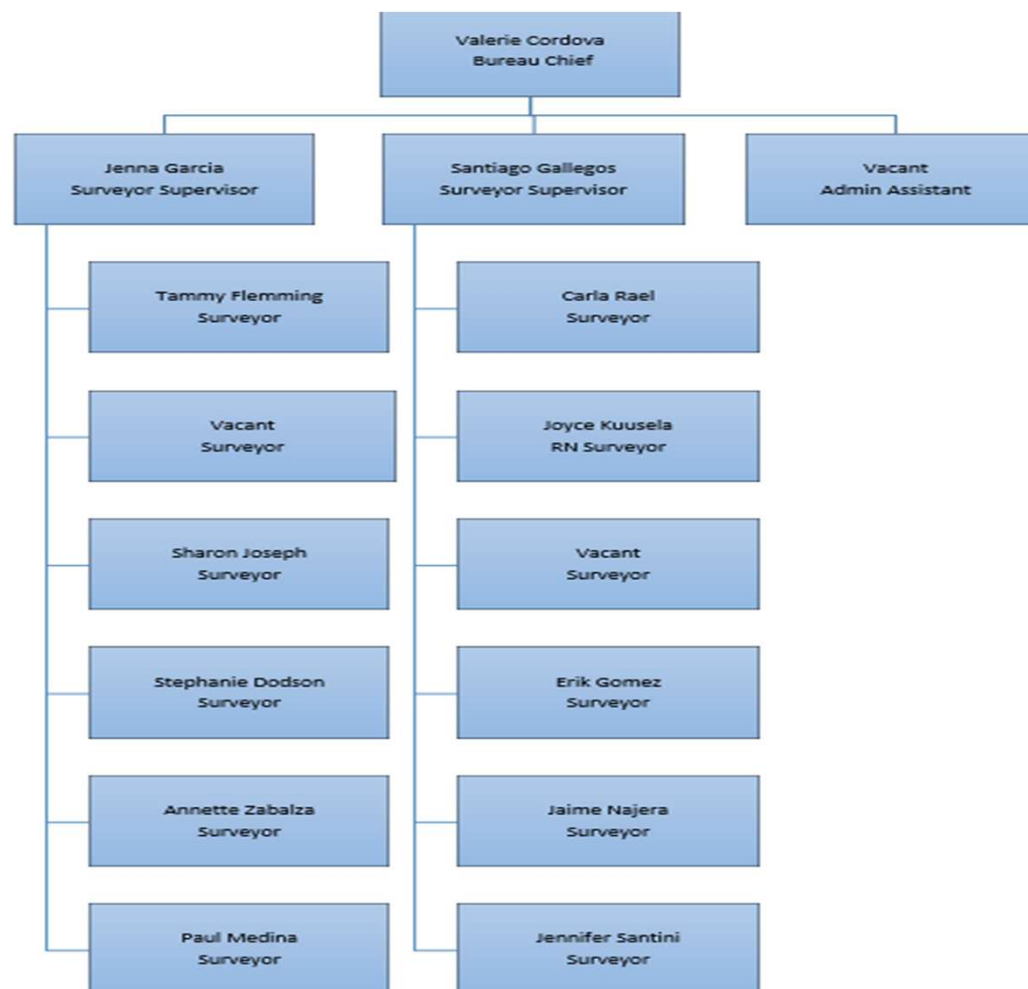 Valerie Cordova
Bureau Chief
Jenna Garcia
Surveyor Supervisor
Santiago Gallegos
Surveyor Supervisor
Vacant
Admin Assistant
Tammy Flemming
Surveyor
Carla Rael
Surveyor
Vacant
Surveyor
Joyce Kuusela
RN Surveyor
Sharon Joseph
Surveyor
Vacant
Surveyor
Stephanie Dodson
Surveyor
Erik Gomez
Surveyor
Annette Zabalza
Surveyor
Jaime Najera
Surveyor
Paul Medina
Surveyor
Jennifer Santini
Surveyor